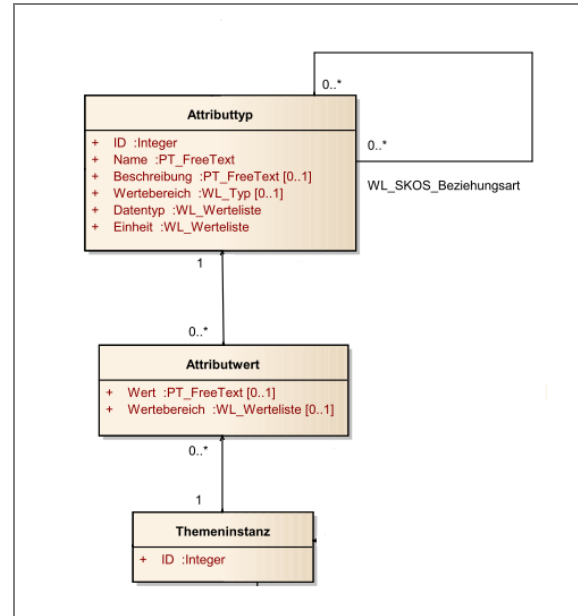 0..*
Attributtyp
+ ID :Integer
+ Name :PT_FreeText
+ Beschreibung :PT_FreeText [0..1]
+ Wertebereich :WL_Typ [0..1]
+ Datentyp :WL_Werteliste
+ Einheit :WL_Werteliste
0..*
WL_SKOS_Beziehungsart
1
0..*
Attributwert
+ Wert :PT_FreeText [0..1]
+ Wertebereich :WL_Werteliste [0..1]
0..*
1
Themeninstanz
+ ID :Integer